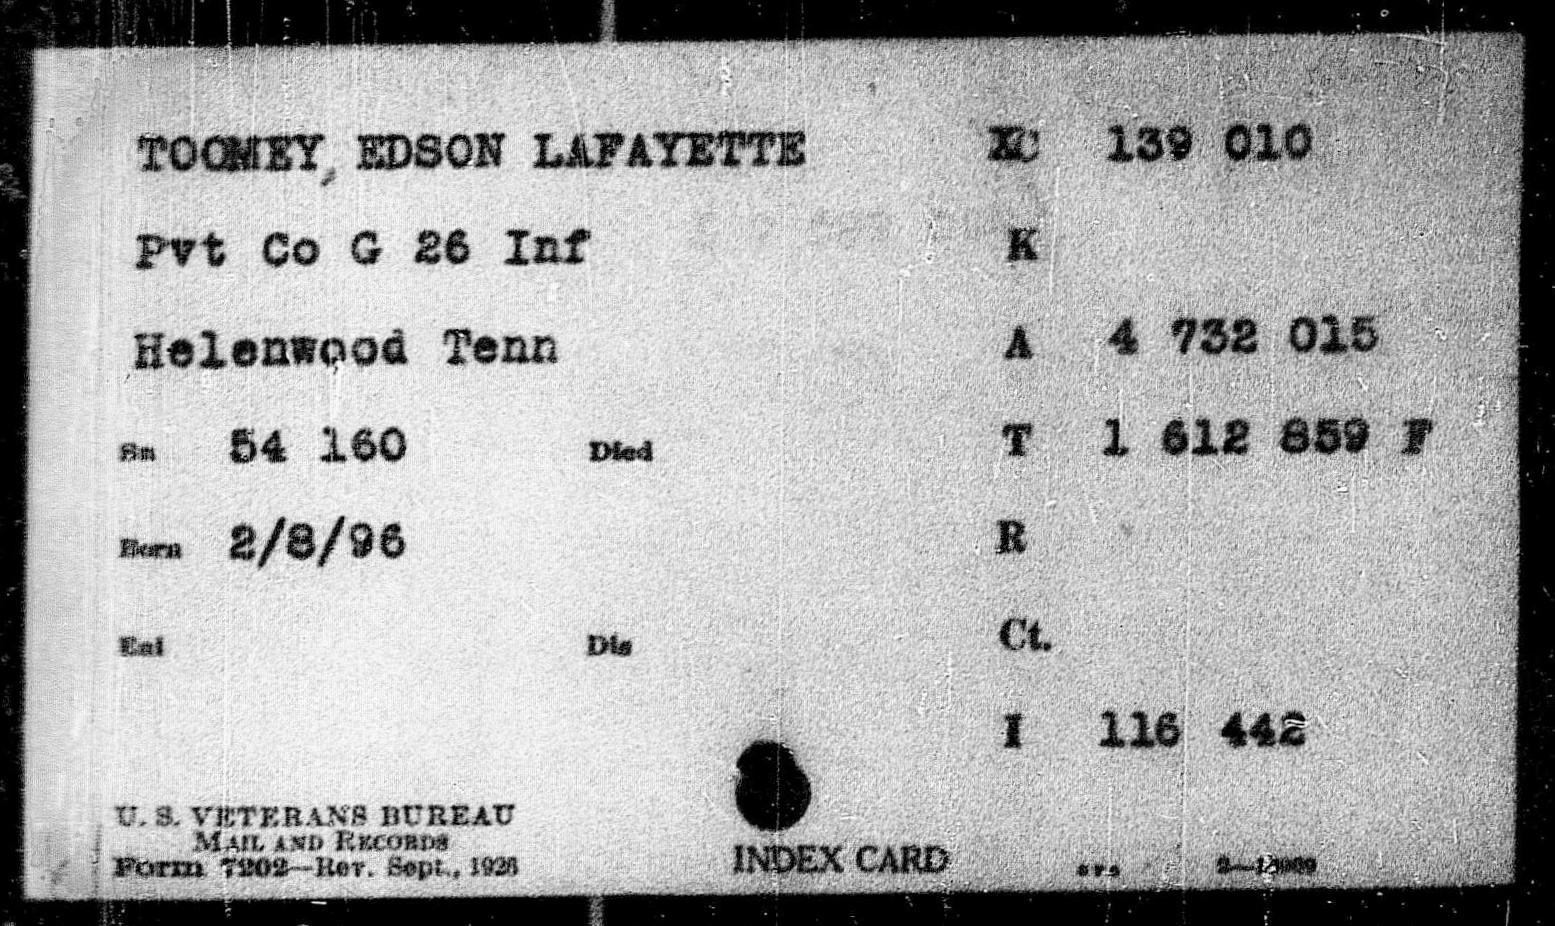 TOOMEY, EDSON LAFAYETTE XC 139 010
Pvt Co G 26 Inf K
Helenwood Tenn A 4 732 015
Sn 54 160 Died T 1 612 859 F
Born 2/8/96 R
Enl Dis Ct.
I 116 442
U. S. VETERANS BUREAU
MAIL AND RECORDS
Form 7202—Rev. Sept., 1926 INDEX CARD